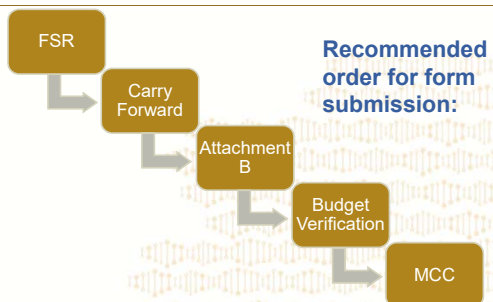 FSR
Recommended
order for form
submission:
Carry
Forward
Attachment
B
Budget
Verification
MCC